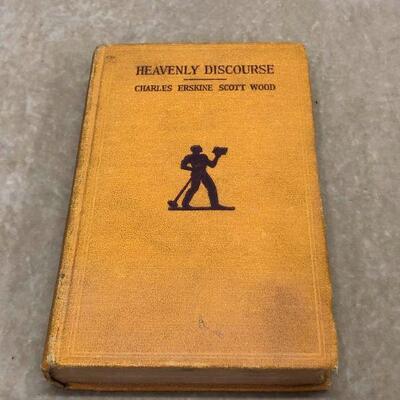 HEAVENLY DISCOURSE
CHARLES ERSKINE SCOTT WOOD